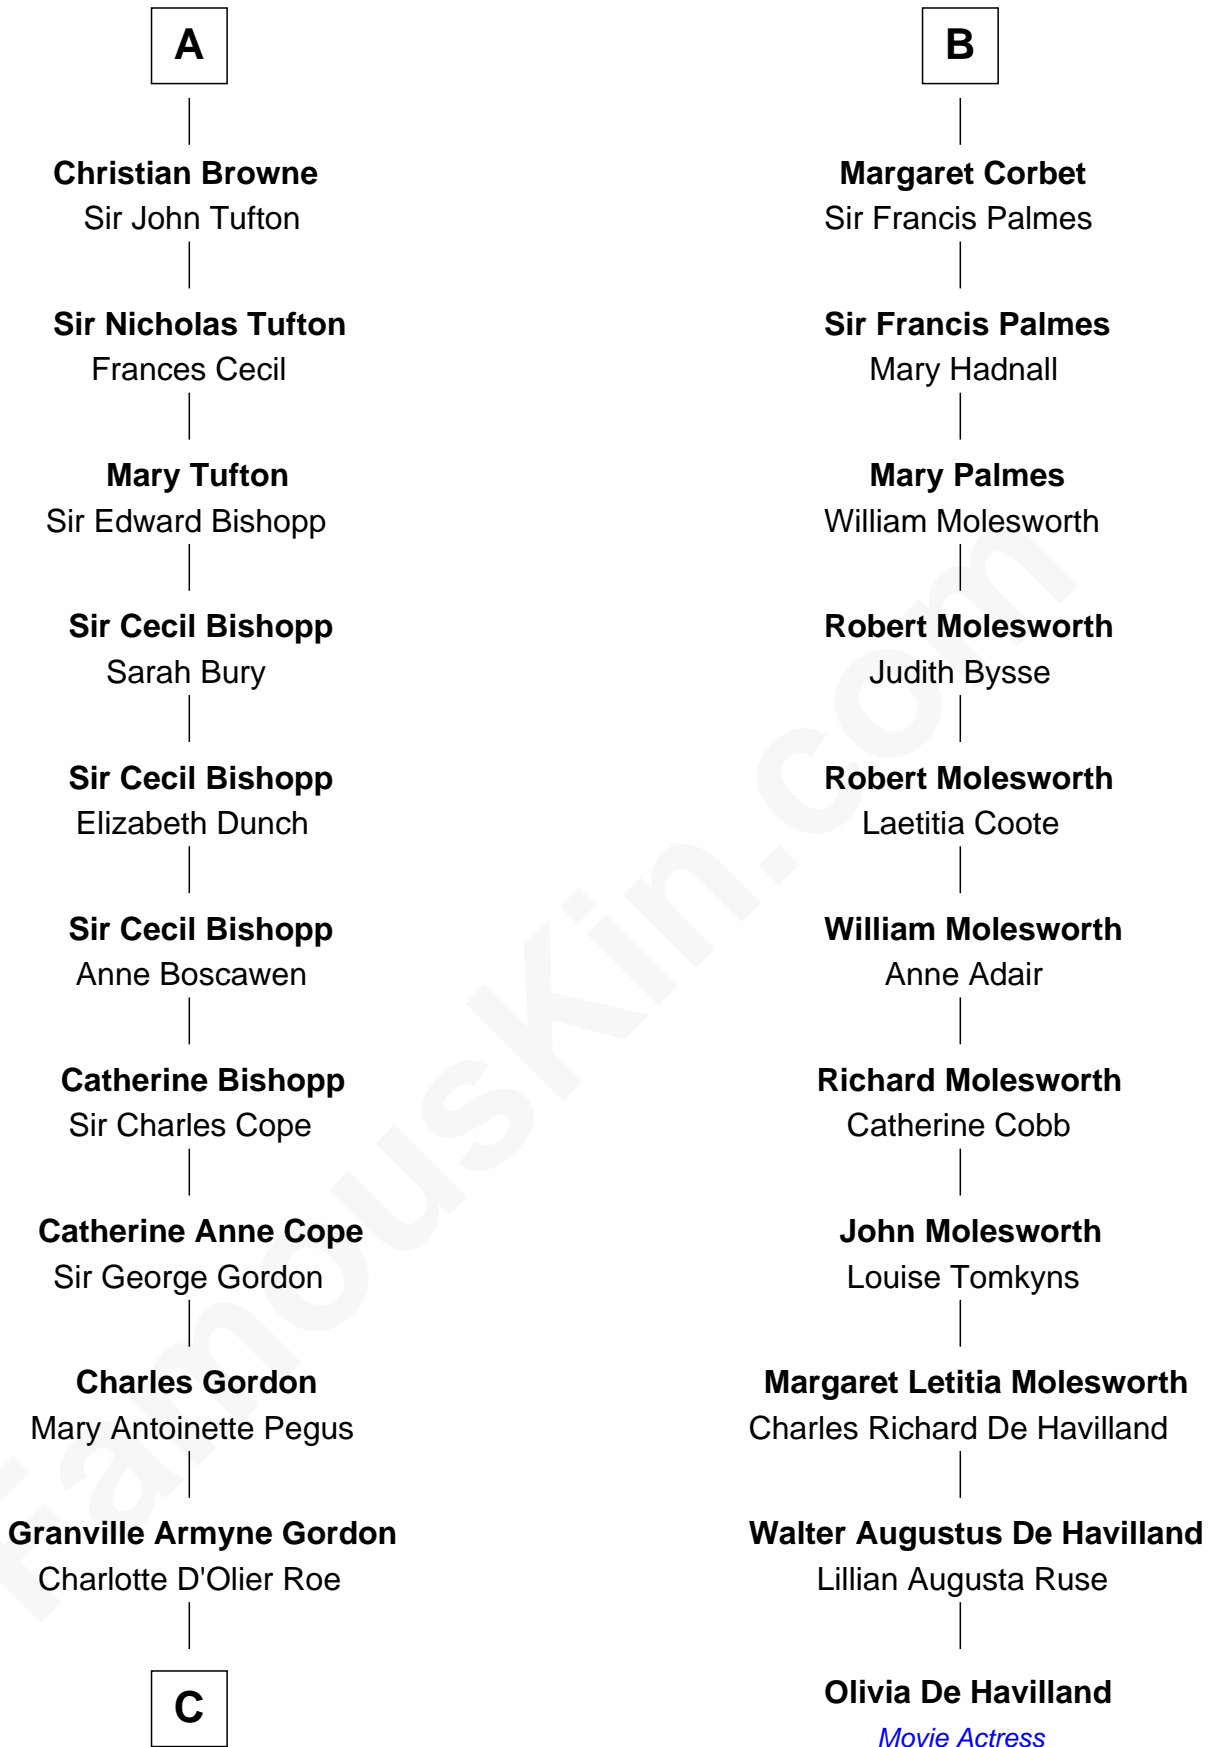 A
Christian Browne
Sir John Tufton
Sir Nicholas Tufton
Frances Cecil
Mary Tufton
Sir Edward Bishopp
Sir Cecil Bishopp
Sarah Bury
Sir Cecil Bishopp
Elizabeth Dunch
Sir Cecil Bishopp
Anne Boscawen
Catherine Bishopp
Sir Charles Cope
Catherine Anne Cope
Sir George Gordon
Charles Gordon
Mary Antoinette Pegus
Granville Armyne Gordon
Charlotte D'Olier Roe
C
B
Margaret Corbet
Sir Francis Palmes
Sir Francis Palmes
Mary Hadnall
Mary Palmes
William Molesworth
Robert Molesworth
Judith Bysse
Robert Molesworth
Laetitia Coote
William Molesworth
Anne Adair
Richard Molesworth
Catherine Cobb
John Molesworth
Louise Tomkyns
Margaret Letitia Molesworth
Charles Richard De Havilland
Walter Augustus De Havilland
Lillian Augusta Ruse
Olivia De Havilland
Movie Actress
FamousKin.com